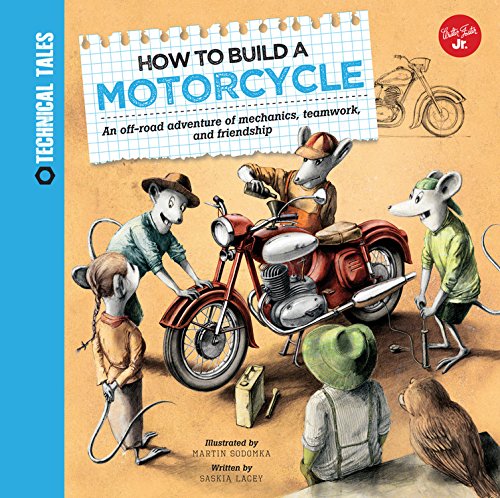 TECHNICAL TALES
HOW TO BUILD A
MOTORCYCLE
An off-road adventure of mechanics, teamwork,
and friendship
Walter Foster
Jr.
Illustrated by
MARTIN SODOMKA
Written by
SASKIA LACEY